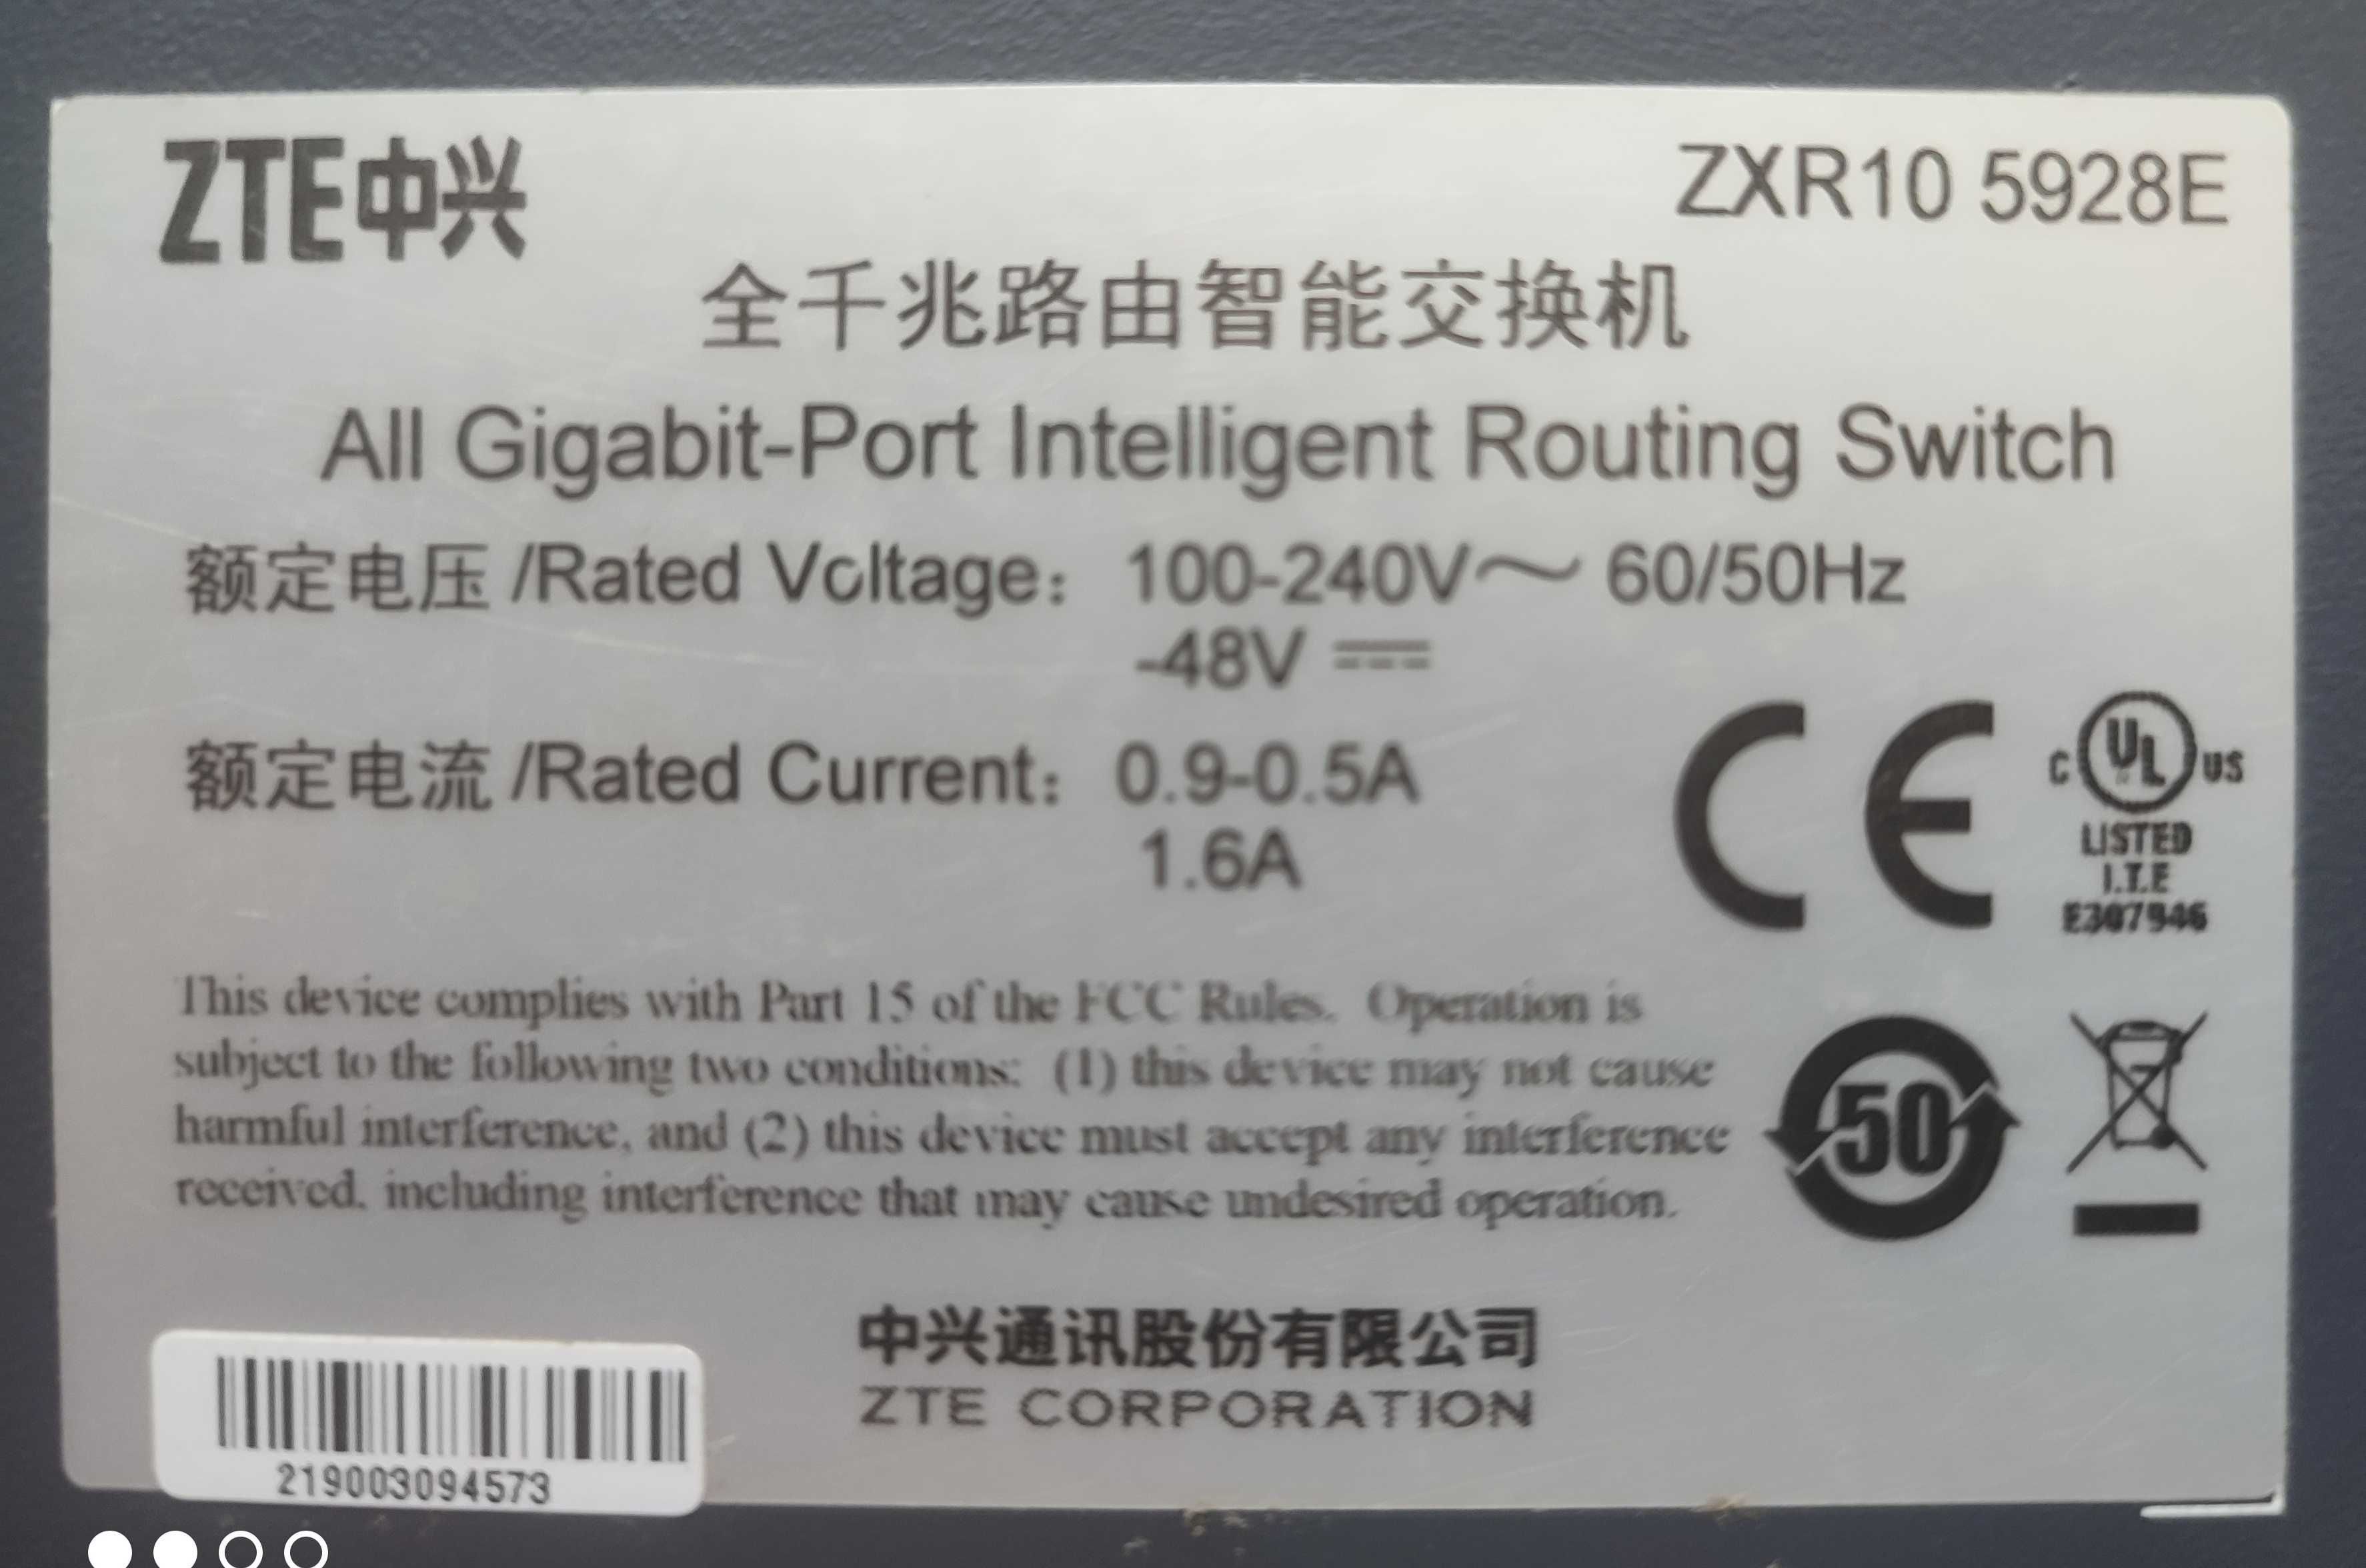 ZTE中兴
ZXR10 5928E
全千兆路由智能交换机
All Gigabit-Port Intelligent Routing Switch
额定电压 /Rated Voltage： 100-240V～ 60/50Hz
-48V ⎓
额定电流 /Rated Current： 0.9-0.5A
1.6A
CE
C UL US
LISTED
I.T.E
E307946
This device complies with Part 15 of the FCC Rules. Operation is
subject to the following two conditions: (1) this device may not cause
harmful interference, and (2) this device must accept any interference
received, including interference that may cause undesired operation.
50
中兴通讯股份有限公司
ZTE CORPORATION
219003094573